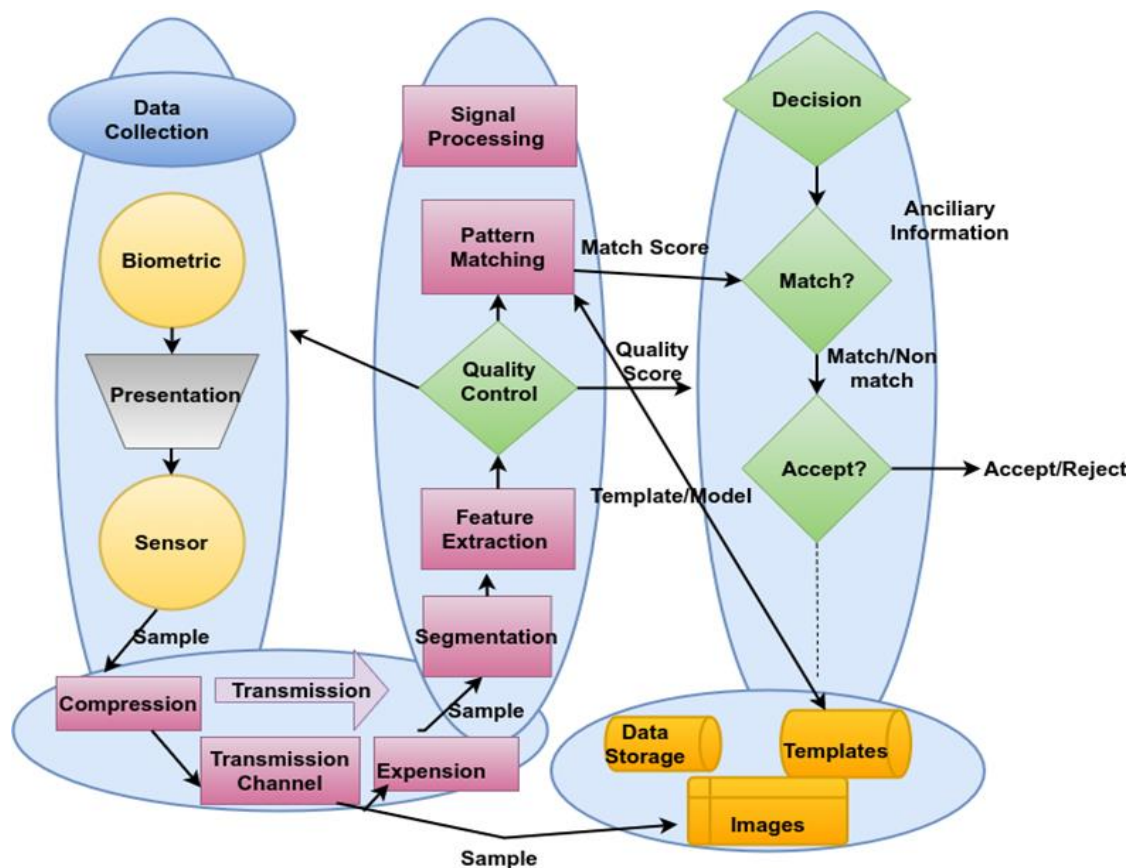 Data
Collection
Biometric
Presentation
Sensor
Sample
Compression
Transmission
Transmission
Channel
Expension
Sample
Sample
Signal
Processing
Pattern
Matching
Match Score
Quality
Control
Quality
Score
Feature
Extraction
Template/Model
Segmentation
Decision
Anciliary
Information
Match?
Match/Non
match
Accept?
Accept/Reject
Data
Storage
Templates
Images